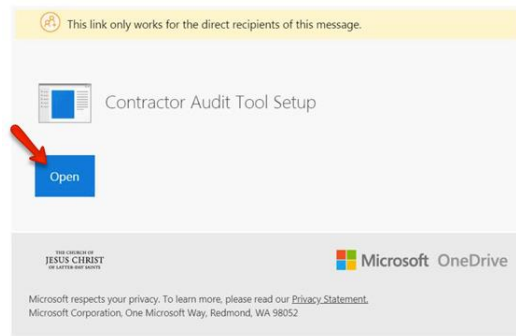 This link only works for the direct recipients of this message.
Contractor Audit Tool Setup
Open
THE CHURCH OF
JESUS CHRIST
OF LATTER-DAY SAINTS
Microsoft OneDrive
Microsoft respects your privacy. To learn more, please read our Privacy Statement.
Microsoft Corporation, One Microsoft Way, Redmond, WA 98052